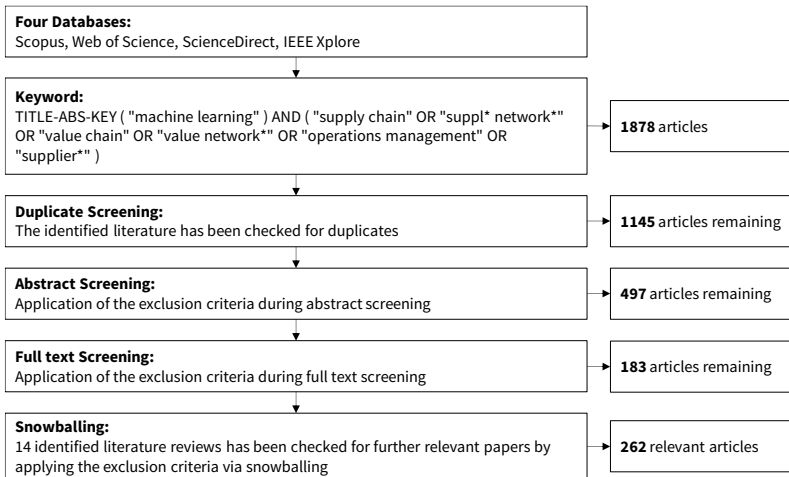 Four Databases:
Scopus, Web of Science, ScienceDirect, IEEE Xplore
Keyword:
TITLE-ABS-KEY ( "machine learning" ) AND ( "supply chain" OR "suppl* network*"
OR "value chain" OR "value network*" OR "operations management" OR
"supplier*" )
1878 articles
Duplicate Screening:
The identified literature has been checked for duplicates
1145 articles remaining
Abstract Screening:
Application of the exclusion criteria during abstract screening
497 articles remaining
Full text Screening:
Application of the exclusion criteria during full text screening
183 articles remaining
Snowballing:
14 identified literature reviews has been checked for further relevant papers by
applying the exclusion criteria via snowballing
262 relevant articles